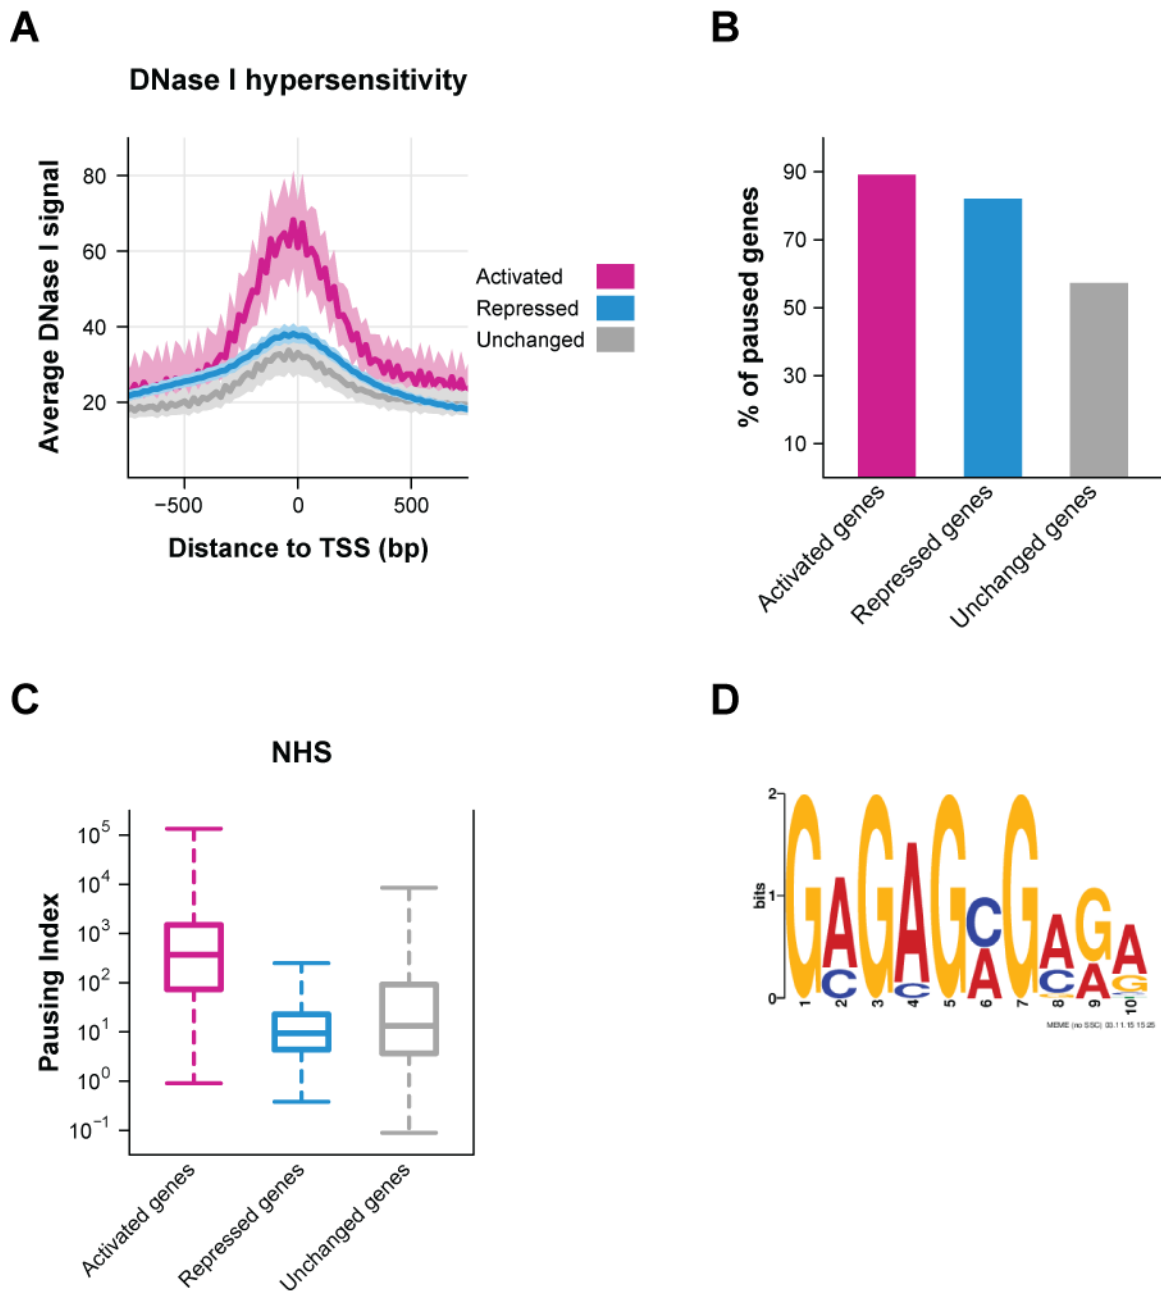 A
DNase I hypersensitivity
Average DNase I signal
80
60
40
20
−500 0 500
Distance to TSS (bp)
Activated
Repressed
Unchanged
B
% of paused genes
90
70
50
30
10
Activated genes
Repressed genes
Unchanged genes
C
NHS
Pausing Index
10^5
10^4
10^3
10^2
10^1
10^0
10^−1
Activated genes
Repressed genes
Unchanged genes
D
bits
2
1
0
G A G A G C G A G A
C C A C A G
1 2 3 4 5 6 7 8 9 10
MEME (no SSC)